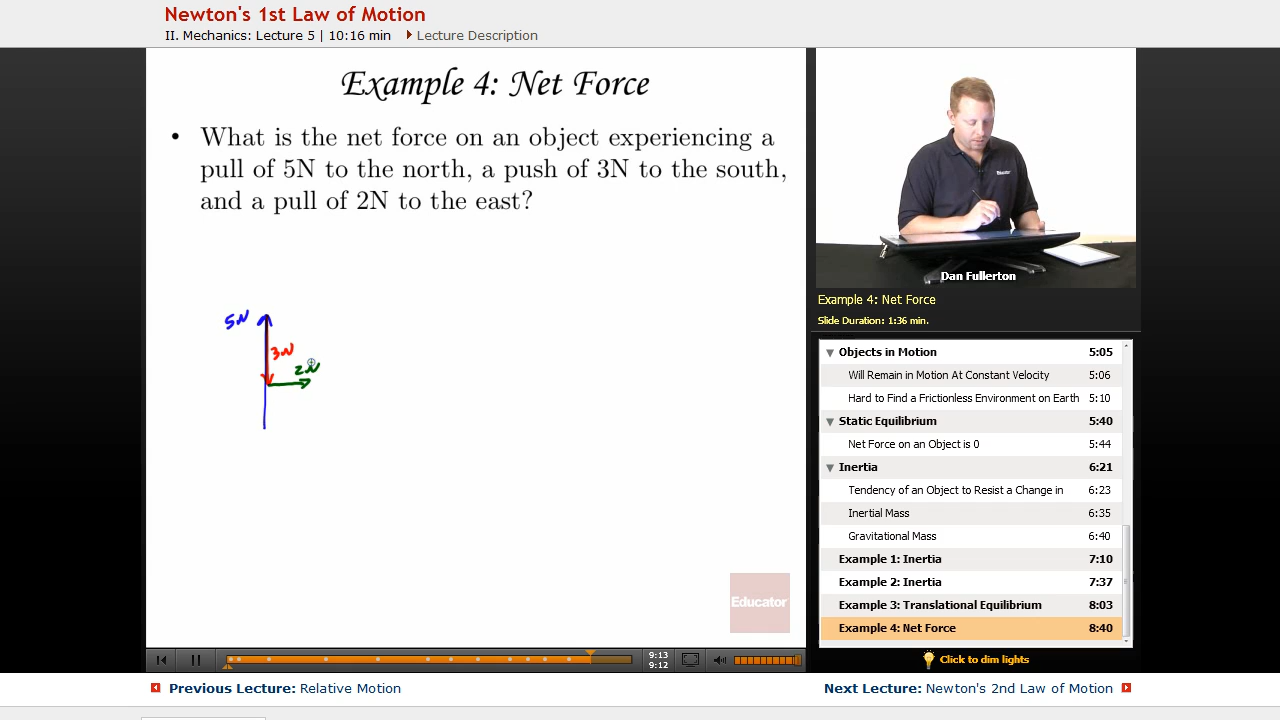 Newton's 1st Law of Motion
II. Mechanics: Lecture 5 | 10:16 min Lecture Description
Example 4: Net Force
• What is the net force on an object experiencing a
pull of 5N to the north, a push of 3N to the south,
and a pull of 2N to the east?
5N
3N
2N
Educator
Educator
Dan Fullerton
Example 4: Net Force
Slide Duration: 1:36 min.
Objects in Motion 5:05
Will Remain in Motion At Constant Velocity 5:06
Hard to Find a Frictionless Environment on Earth 5:10
Static Equilibrium 5:40
Net Force on an Object is 0 5:44
Inertia 6:21
Tendency of an Object to Resist a Change in 6:23
Inertial Mass 6:35
Gravitational Mass 6:40
Example 1: Inertia 7:10
Example 2: Inertia 7:37
Example 3: Translational Equilibrium 8:03
Example 4: Net Force 8:40
9:13
9:12
Click to dim lights
Previous Lecture: Relative Motion
Next Lecture: Newton's 2nd Law of Motion